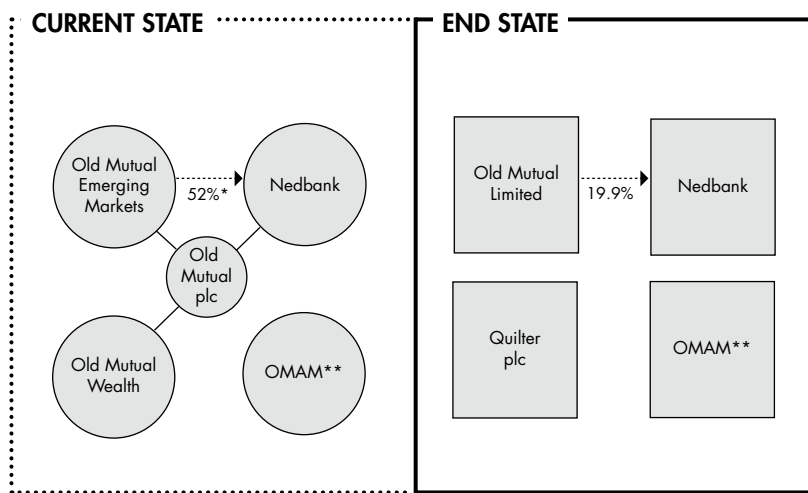 CURRENT STATE
Old Mutual
Emerging
Markets
52%*
Nedbank
Old
Mutual
plc
Old Mutual
Wealth
OMAM**
END STATE
Old Mutual
Limited
19.9%
Nedbank
Quilter
plc
OMAM**